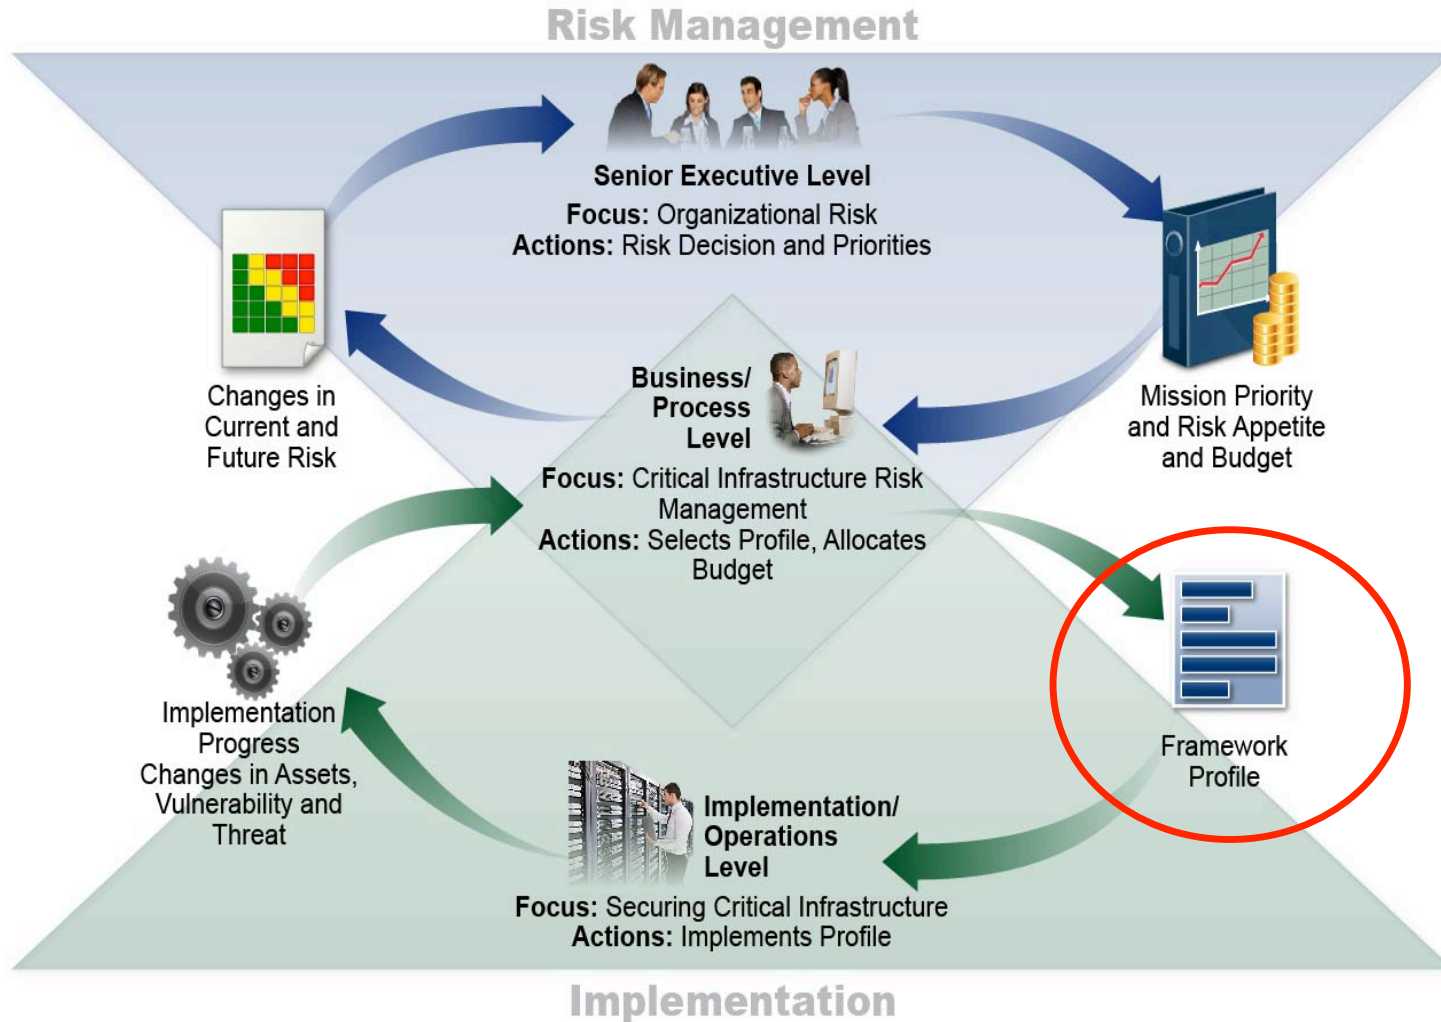 Risk Management
Senior Executive Level
Focus: Organizational Risk
Actions: Risk Decision and Priorities
Changes in
Current and
Future Risk
Mission Priority
and Risk Appetite
and Budget
Business/
Process
Level
Focus: Critical Infrastructure Risk
Management
Actions: Selects Profile, Allocates
Budget
Implementation
Progress
Changes in Assets,
Vulnerability and
Threat
Framework
Profile
Implementation/
Operations
Level
Focus: Securing Critical Infrastructure
Actions: Implements Profile
Implementation